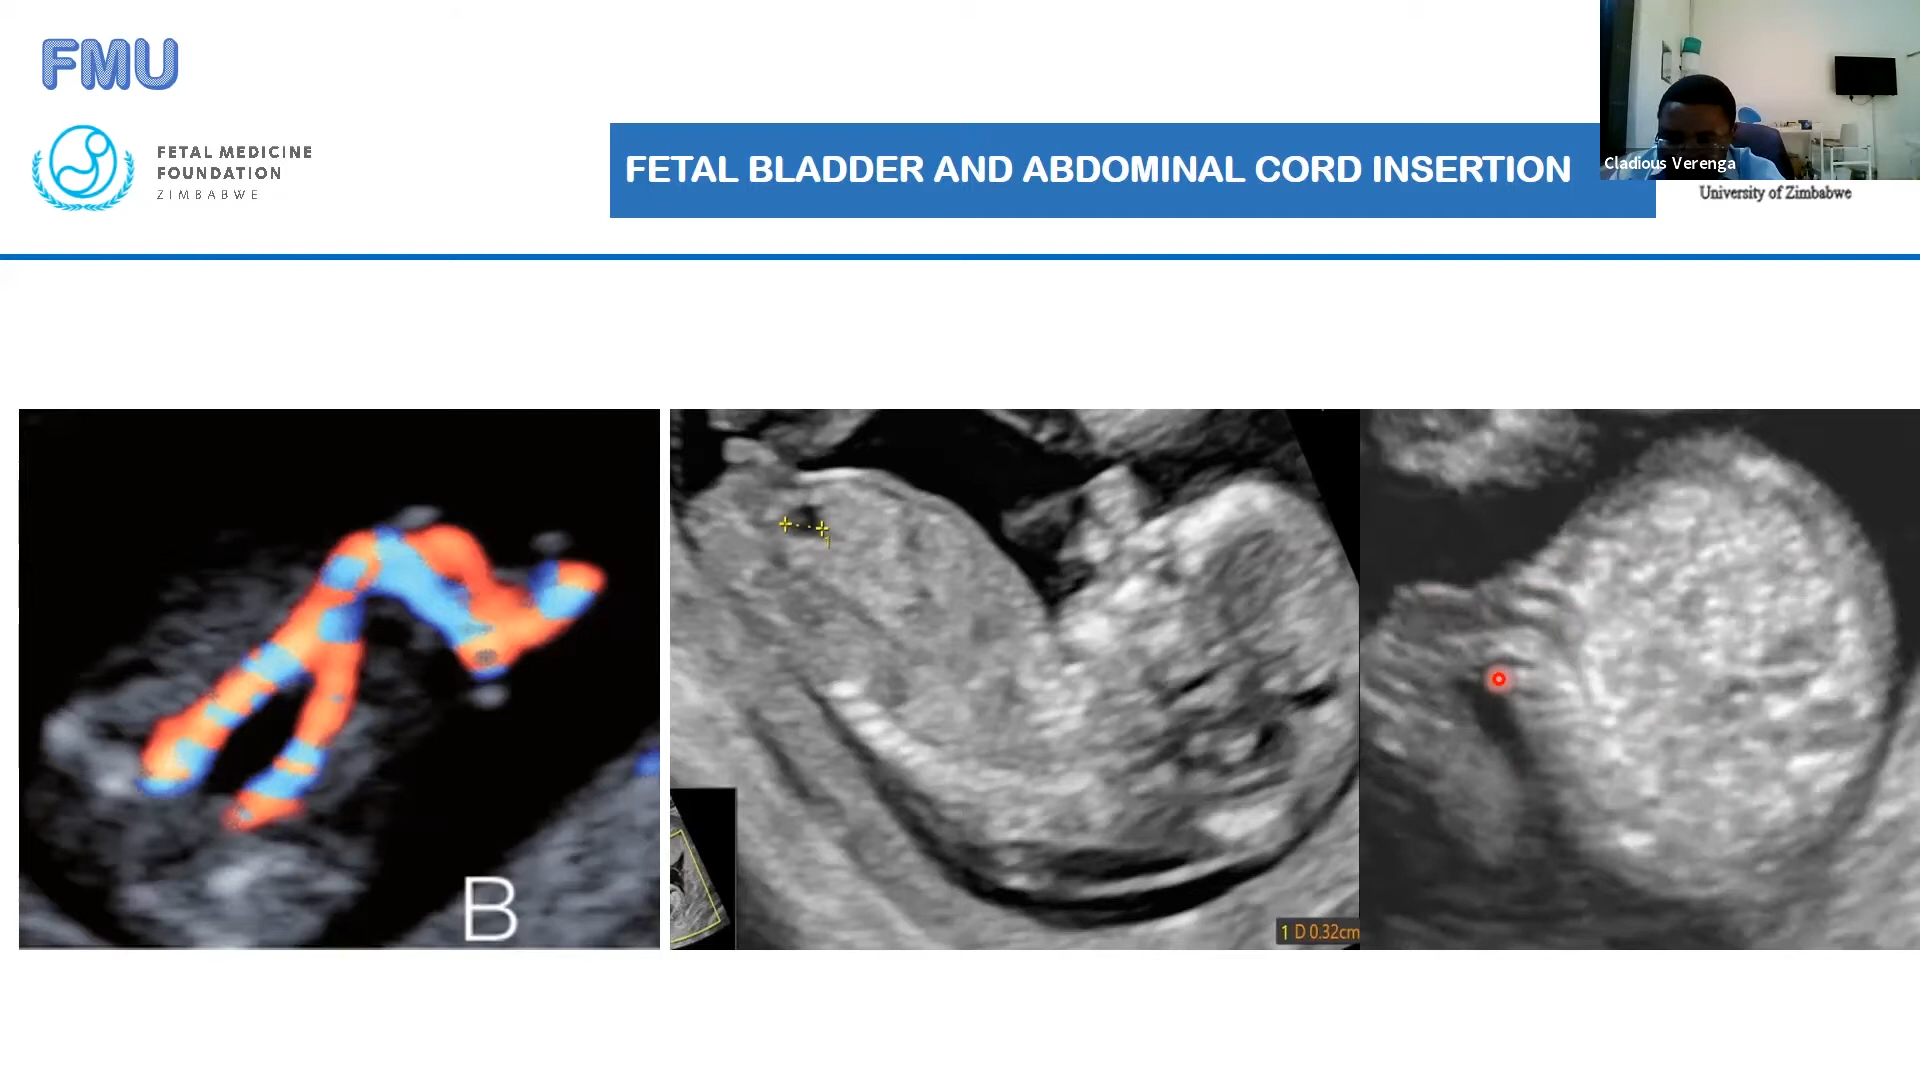 FMU
FETAL MEDICINE
FOUNDATION
ZIMBABWE
FETAL BLADDER AND ABDOMINAL CORD INSERTION
Cladious Verenga
University of Zimbabwe
B
1
1 D 0.32cm